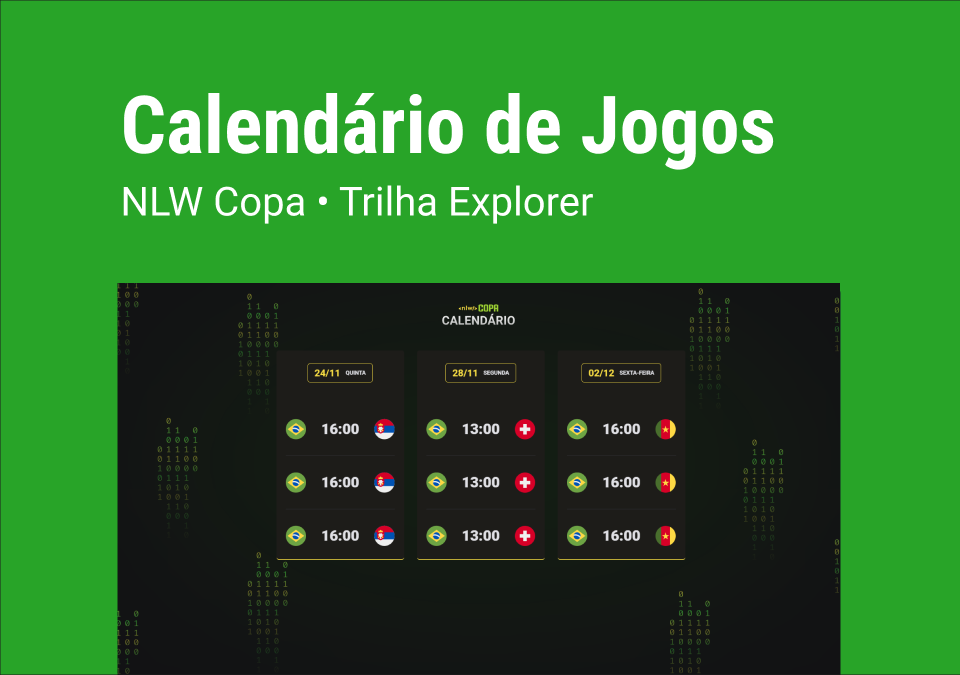 Calendário de Jogos
NLW Copa • Trilha Explorer
<nlw/> COPA
CALENDÁRIO
24/11 QUINTA
16:00
16:00
16:00
28/11 SEGUNDA
13:00
13:00
13:00
02/12 SEXTA-FEIRA
16:00
16:00
16:00